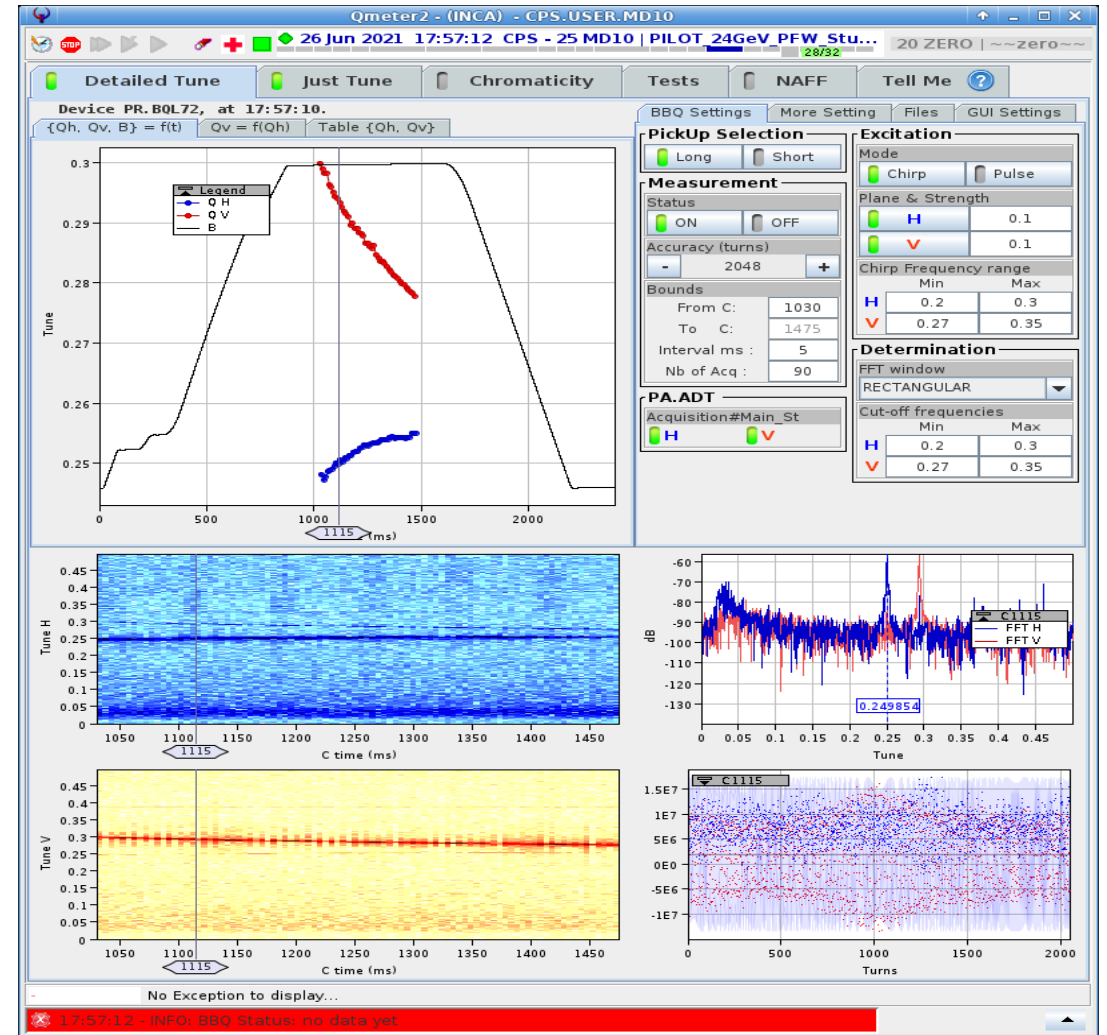 Qmeter2 - (INCA) - CPS.USER.MD10
STOP
26 Jun 2021 17:57:12 CPS - 25 MD10 | PILOT_24GeV_PFW_Stu...
28/32
20 ZERO | ~~zero~~
Detailed Tune
Just Tune
Chromaticity
Tests
NAFF
Tell Me ?
Device PR.BQL72, at 17:57:10.
{Qh, Qv, B} = f(t)
Qv = f(Qh)
Table {Qh, Qv}
0.3
0.29
0.28
0.27
0.26
0.25
Tune
Legend
Q H
Q V
B
0 500 1000 1500 2000
1115
(ms)
BBQ Settings
More Setting
Files
GUI Settings
PickUp Selection
Long
Short
Measurement
Status
ON
OFF
Accuracy (turns)
- 2048 +
Bounds
From C: 1030
To C: 1475
Interval ms : 5
Nb of Acq : 90
PA.ADT
Acquisition#Main_St
H V
Excitation
Mode
Chirp
Pulse
Plane & Strength
H 0.1
V 0.1
Chirp Frequency range
Min Max
H 0.2 0.3
V 0.27 0.35
Determination
FFT window
RECTANGULAR
Cut-off frequencies
Min Max
H 0.2 0.3
V 0.27 0.35
0.45
0.4
0.35
0.3
0.25
0.2
0.15
0.1
0.05
0
Tune H
1050 1100 1150 1200 1250 1300 1350 1400 1450
1115
C time (ms)
-60
-70
-80
-90
-100
-110
-120
-130
dB
C1115
FFT H
FFT V
0.249854
0 0.05 0.1 0.15 0.2 0.25 0.3 0.35 0.4 0.45
Tune
0.45
0.4
0.35
0.3
0.25
0.2
0.15
0.1
0.05
0
Tune V
1050 1100 1150 1200 1250 1300 1350 1400 1450
1115
C time (ms)
C1115
1.5E7
1E7
5E6
0E0
-5E6
-1E7
0 500 1000 1500 2000
Turns
- No Exception to display...
17:57:12 - INFO: BBQ Status: no data yet